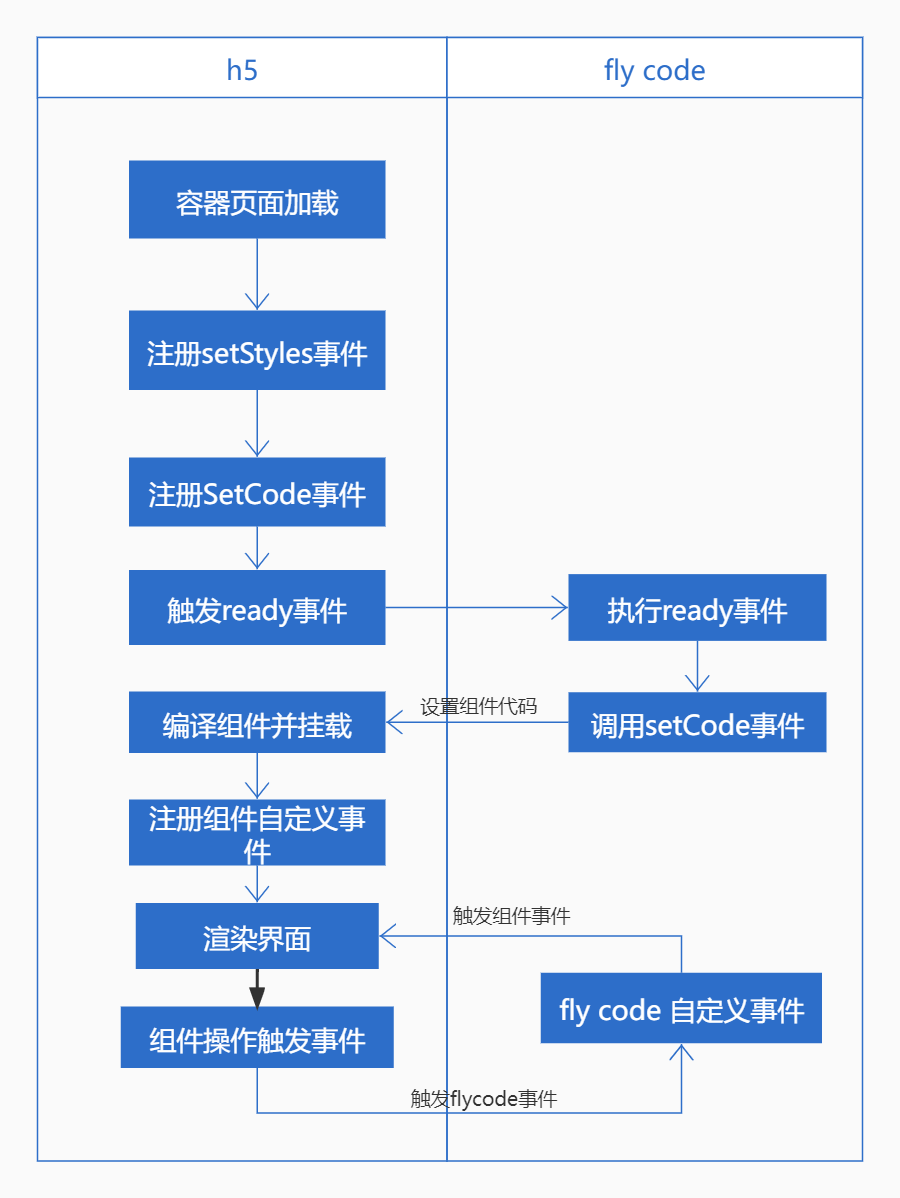 h5
fly code
容器页面加载
注册setStyles事件
注册SetCode事件
触发ready事件
执行ready事件
设置组件代码
编译组件并挂载
调用setCode事件
注册组件自定义事
件
触发组件事件
渲染界面
fly code 自定义事件
组件操作触发事件
触发flycode事件